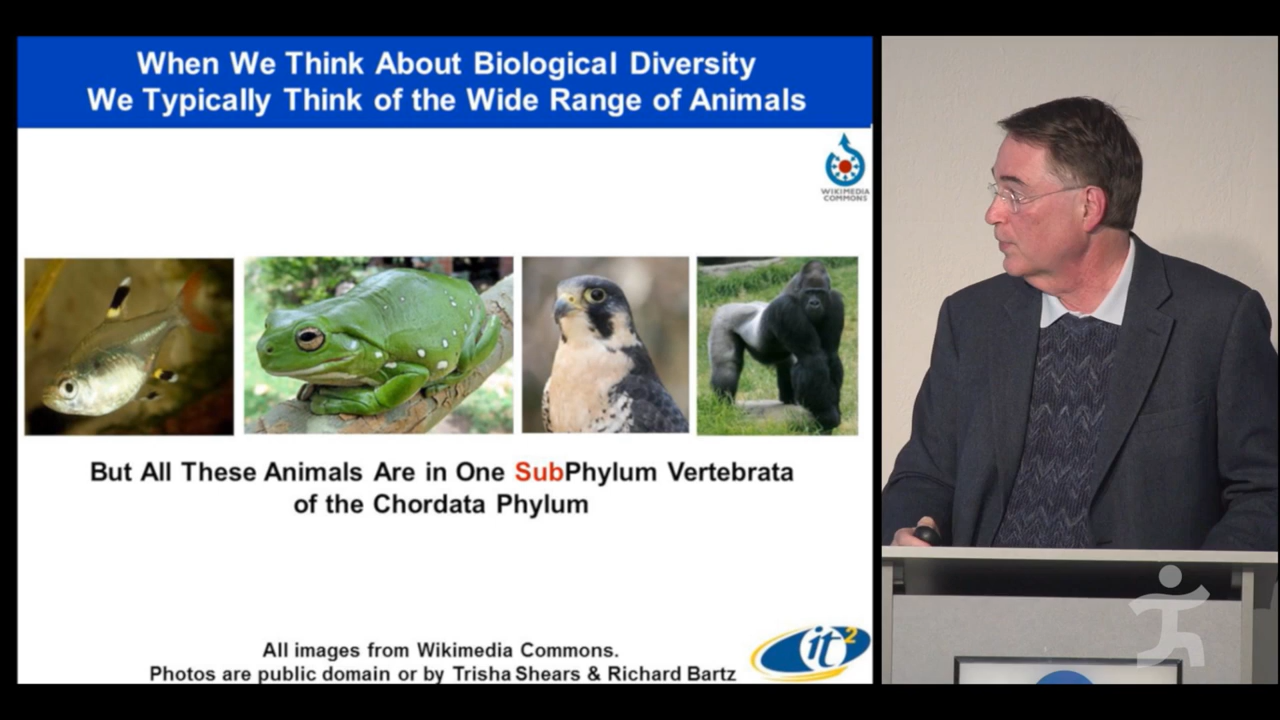 When We Think About Biological Diversity
We Typically Think of the Wide Range of Animals
WIKIMEDIA
COMMONS
But All These Animals Are in One SubPhylum Vertebrata
of the Chordata Phylum
All images from Wikimedia Commons.
Photos are public domain or by Trisha Shears & Richard Bartz
it2